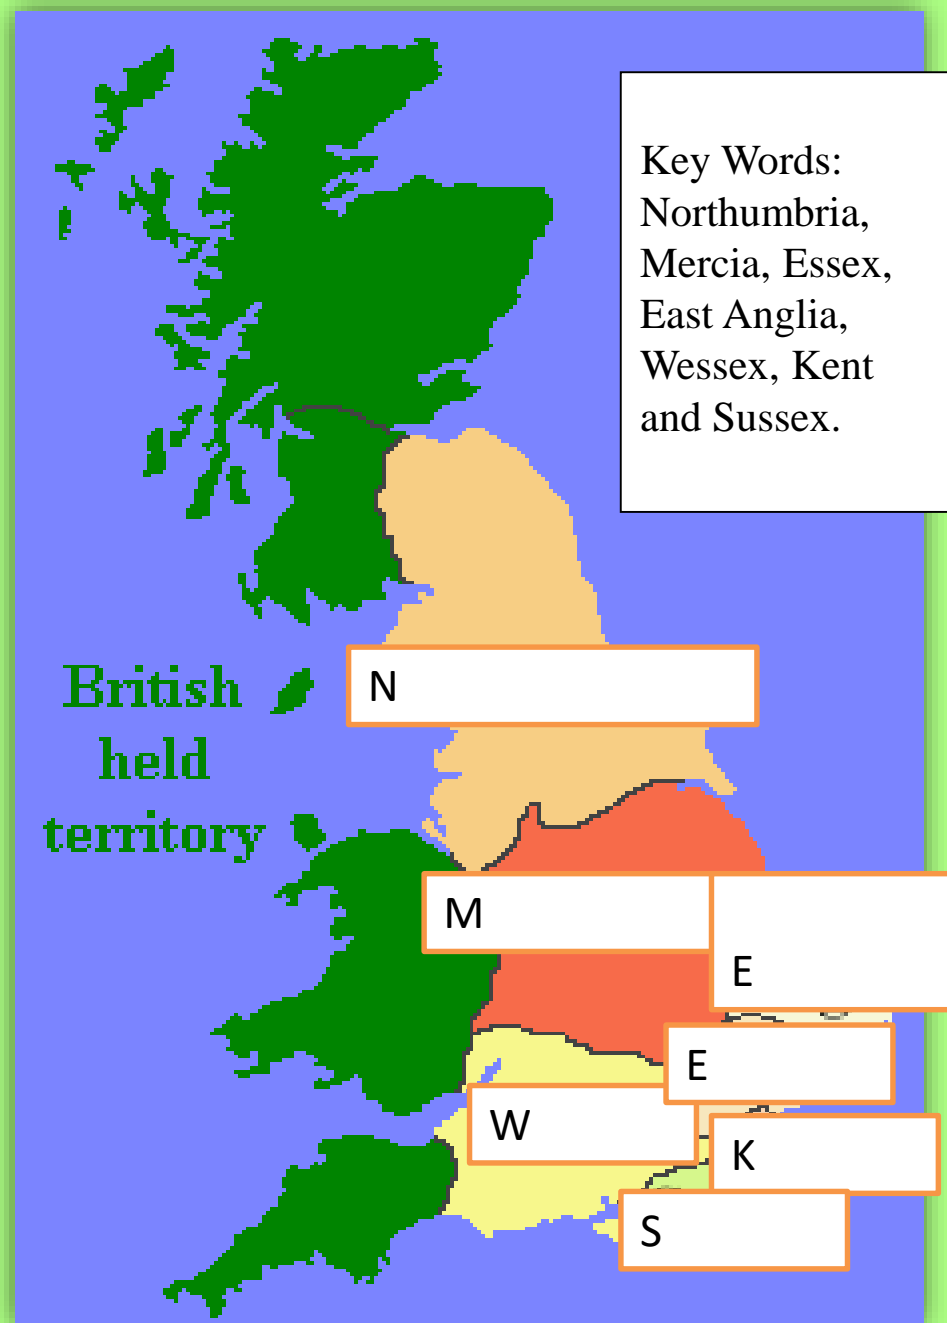 Key Words:
Northumbria,
Mercia, Essex,
East Anglia,
Wessex, Kent
and Sussex.
N
British
held
territory
M
E
E
W
K
S